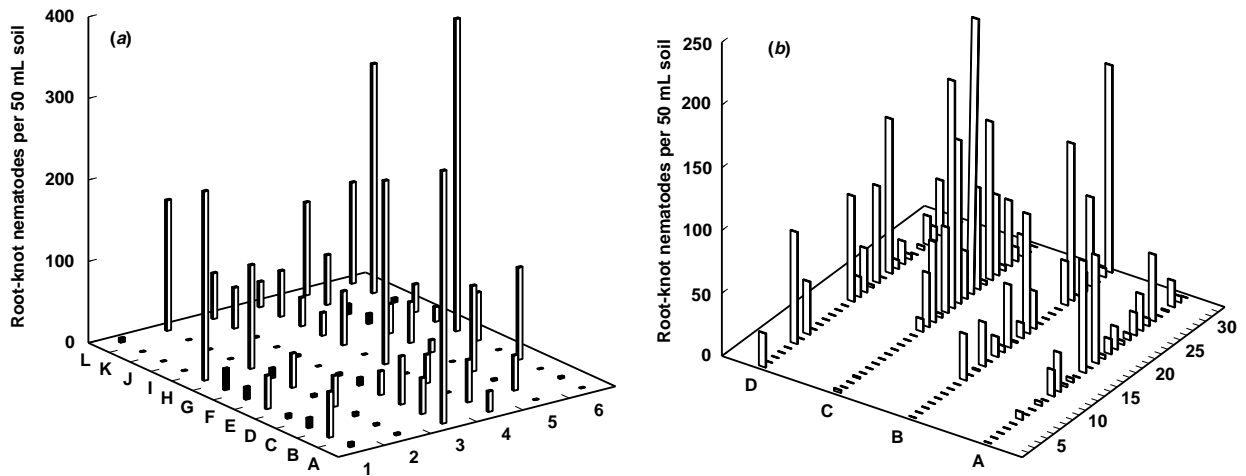 Root-knot nematodes per 50 mL soil
(a)
400
300
200
100
0
L K J I H G F E D C B A
1 2 3 4 5 6
Root-knot nematodes per 50 mL soil
(b)
250
200
150
100
50
0
D C B A
5 10 15 20 25 30